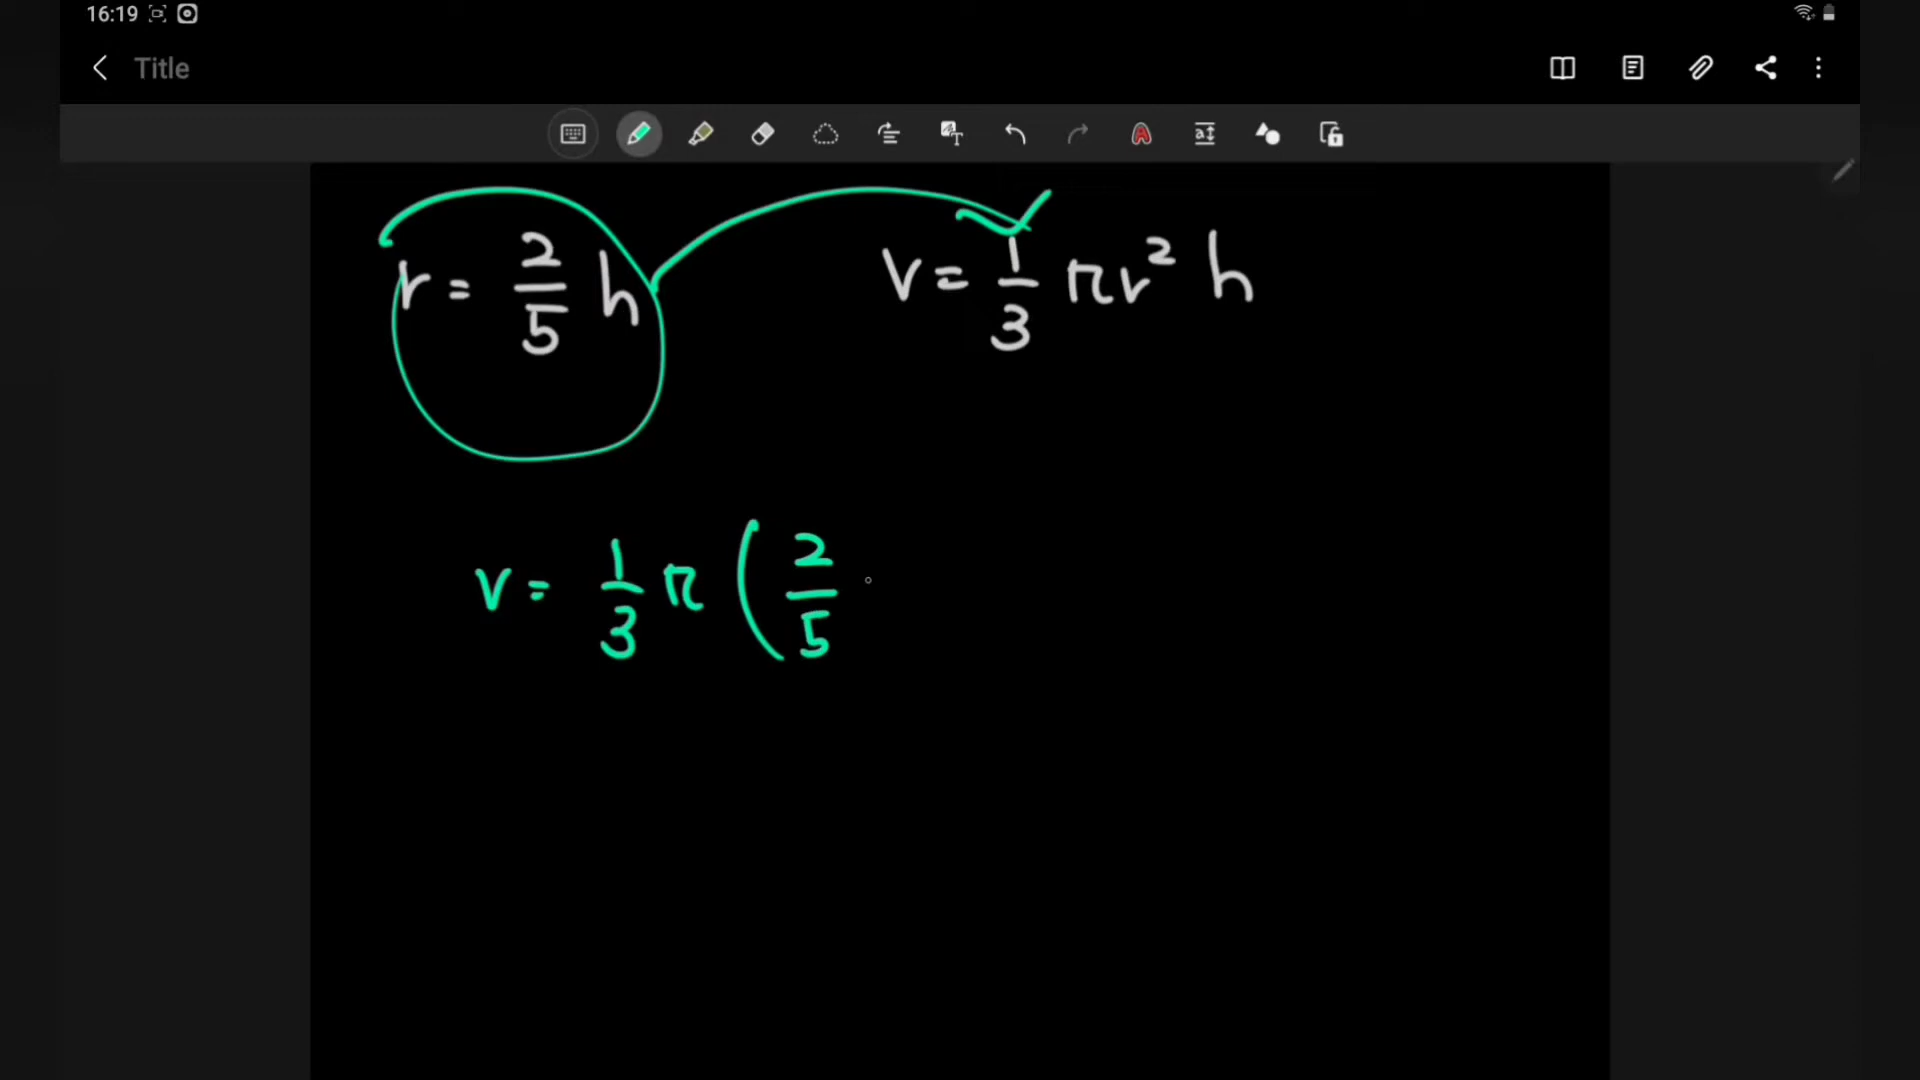 16:19
Title
r = 2/5 h
V = 1/3 πr² h
V = 1/3 π ( 2/5